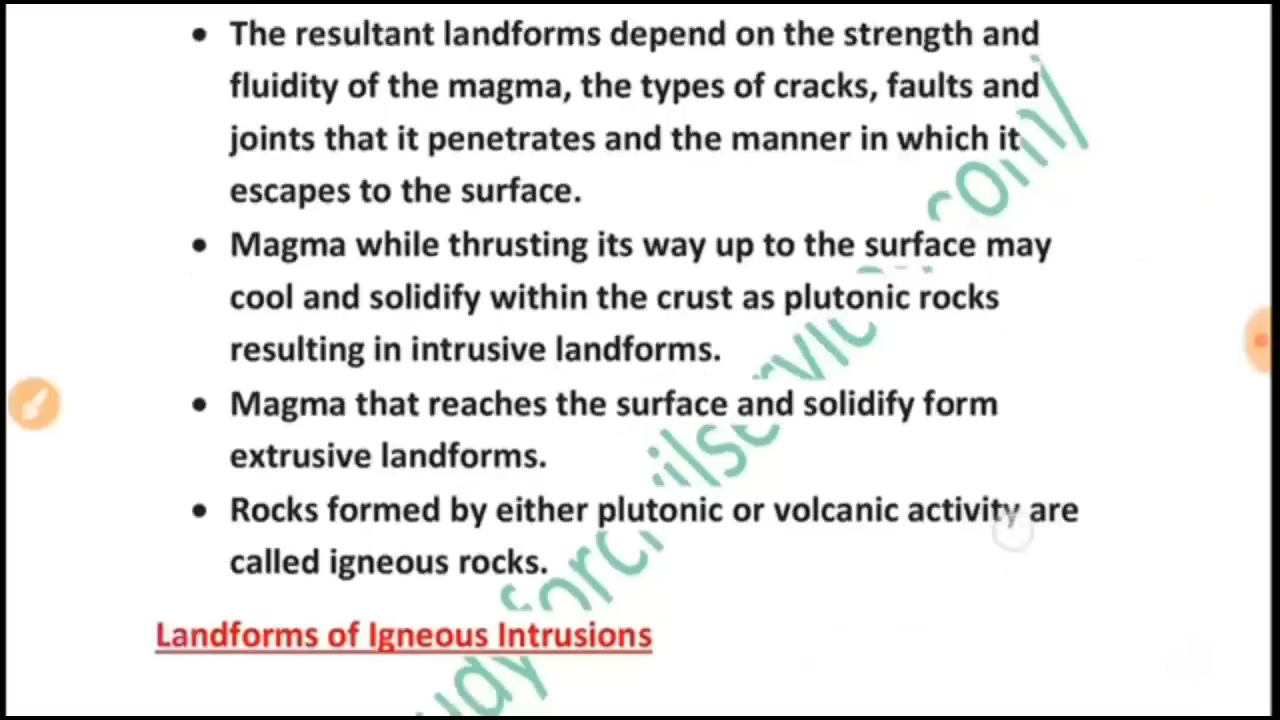 • The resultant landforms depend on the strength and
fluidity of the magma, the types of cracks, faults and
joints that it penetrates and the manner in which it
escapes to the surface.
• Magma while thrusting its way up to the surface may
cool and solidify within the crust as plutonic rocks
resulting in intrusive landforms.
• Magma that reaches the surface and solidify form
extrusive landforms.
• Rocks formed by either plutonic or volcanic activity are
called igneous rocks.
Landforms of Igneous Intrusions